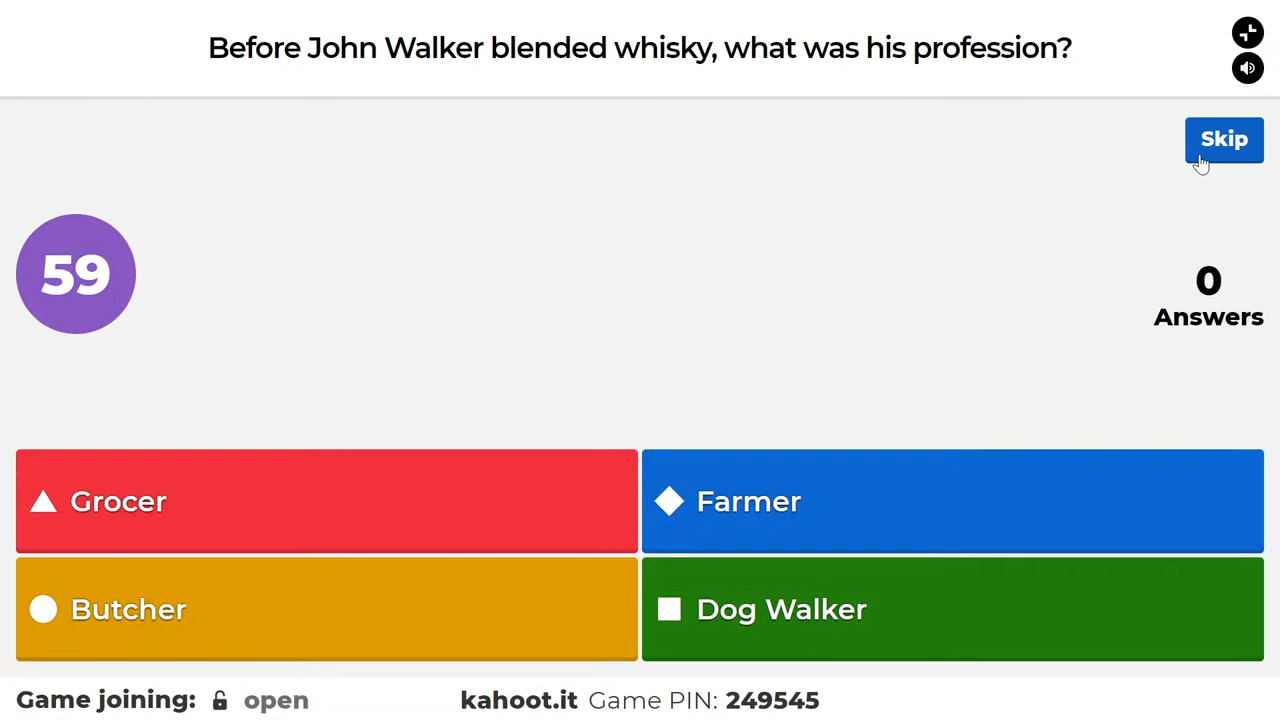 Before John Walker blended whisky, what was his profession?
Skip
59
0
Answers
Grocer
Farmer
Butcher
Dog Walker
Game joining: open
kahoot.it Game PIN: 249545